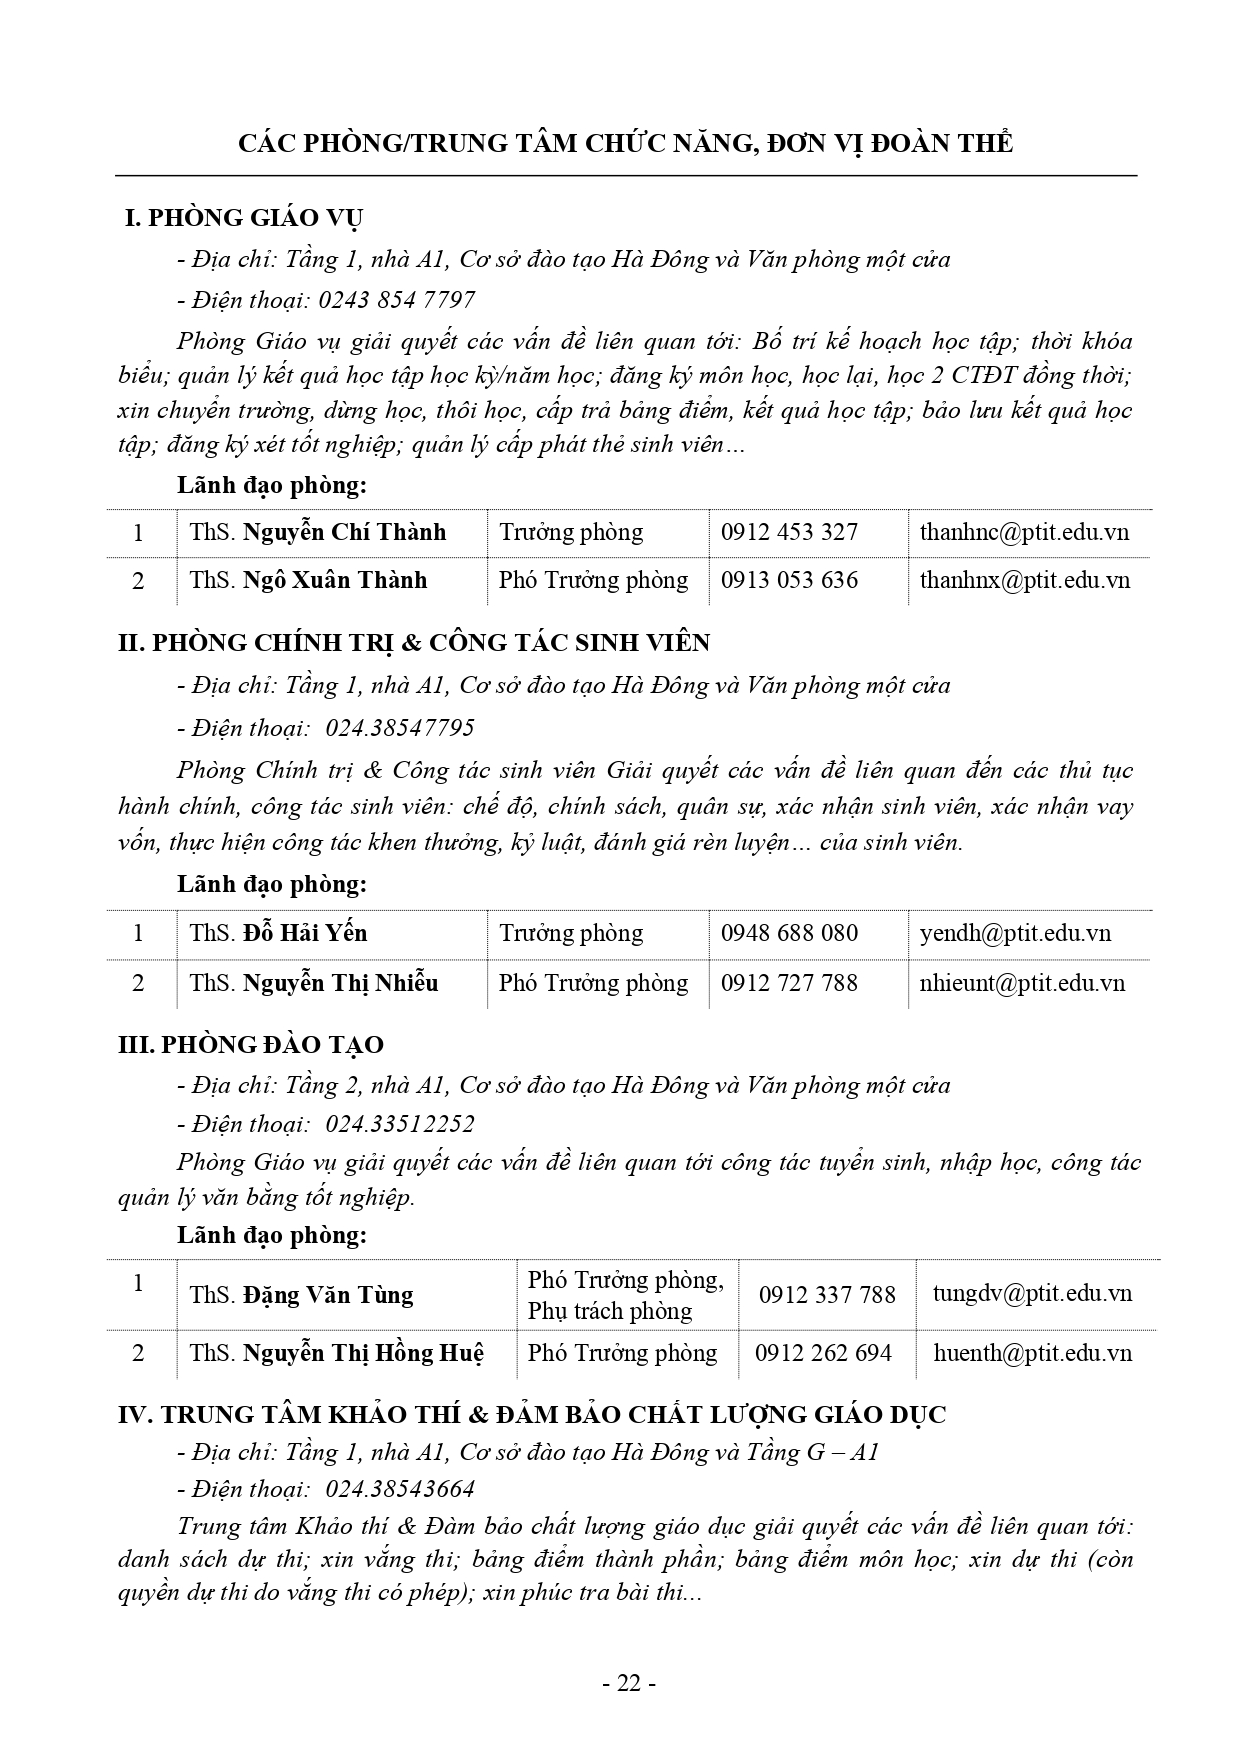 CÁC PHÒNG/TRUNG TÂM CHỨC NĂNG, ĐƠN VỊ ĐOÀN THỂ
I. PHÒNG GIÁO VỤ
- Địa chỉ: Tầng 1, nhà A1, Cơ sở đào tạo Hà Đông và Văn phòng một cửa
- Điện thoại: 0243 854 7797
Phòng Giáo vụ giải quyết các vấn đề liên quan tới: Bố trí kế hoạch học tập; thời khóa
biểu; quản lý kết quả học tập học kỳ/năm học; đăng ký môn học, học lại, học 2 CTĐT đồng thời;
xin chuyển trường, dừng học, thôi học, cấp trả bảng điểm, kết quả học tập; bảo lưu kết quả học
tập; đăng ký xét tốt nghiệp; quản lý cấp phát thẻ sinh viên…
Lãnh đạo phòng:
1 ThS. Nguyễn Chí Thành Trưởng phòng 0912 453 327 thanhnc@ptit.edu.vn
2 ThS. Ngô Xuân Thành Phó Trưởng phòng 0913 053 636 thanhnx@ptit.edu.vn
II. PHÒNG CHÍNH TRỊ & CÔNG TÁC SINH VIÊN
- Địa chỉ: Tầng 1, nhà A1, Cơ sở đào tạo Hà Đông và Văn phòng một cửa
- Điện thoại: 024.38547795
Phòng Chính trị & Công tác sinh viên Giải quyết các vấn đề liên quan đến các thủ tục
hành chính, công tác sinh viên: chế độ, chính sách, quân sự, xác nhận sinh viên, xác nhận vay
vốn, thực hiện công tác khen thưởng, kỷ luật, đánh giá rèn luyện… của sinh viên.
Lãnh đạo phòng:
1 ThS. Đỗ Hải Yến Trưởng phòng 0948 688 080 yendh@ptit.edu.vn
2 ThS. Nguyễn Thị Nhiễu Phó Trưởng phòng 0912 727 788 nhieunt@ptit.edu.vn
III. PHÒNG ĐÀO TẠO
- Địa chỉ: Tầng 2, nhà A1, Cơ sở đào tạo Hà Đông và Văn phòng một cửa
- Điện thoại: 024.33512252
Phòng Giáo vụ giải quyết các vấn đề liên quan tới công tác tuyển sinh, nhập học, công tác
quản lý văn bằng tốt nghiệp.
Lãnh đạo phòng:
1 ThS. Đặng Văn Tùng Phó Trưởng phòng, 0912 337 788 tungdv@ptit.edu.vn
Phụ trách phòng
2 ThS. Nguyễn Thị Hồng Huệ Phó Trưởng phòng 0912 262 694 huenth@ptit.edu.vn
IV. TRUNG TÂM KHẢO THÍ & ĐẢM BẢO CHẤT LƯỢNG GIÁO DỤC
- Địa chỉ: Tầng 1, nhà A1, Cơ sở đào tạo Hà Đông và Tầng G – A1
- Điện thoại: 024.38543664
Trung tâm Khảo thí & Đàm bảo chất lượng giáo dục giải quyết các vấn đề liên quan tới:
danh sách dự thi; xin vắng thi; bảng điểm thành phần; bảng điểm môn học; xin dự thi (còn
quyền dự thi do vắng thi có phép); xin phúc tra bài thi...
- 22 -